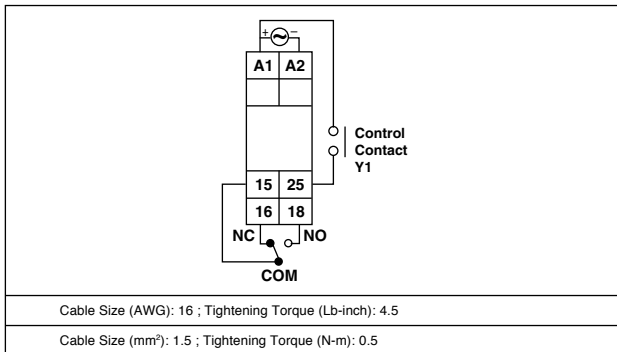 + −
A1 A2
Control
Contact
Y1
15 25
16 18
NC NO
COM
Cable Size (AWG): 16 ; Tightening Torque (Lb-inch): 4.5
Cable Size (mm²): 1.5 ; Tightening Torque (N-m): 0.5